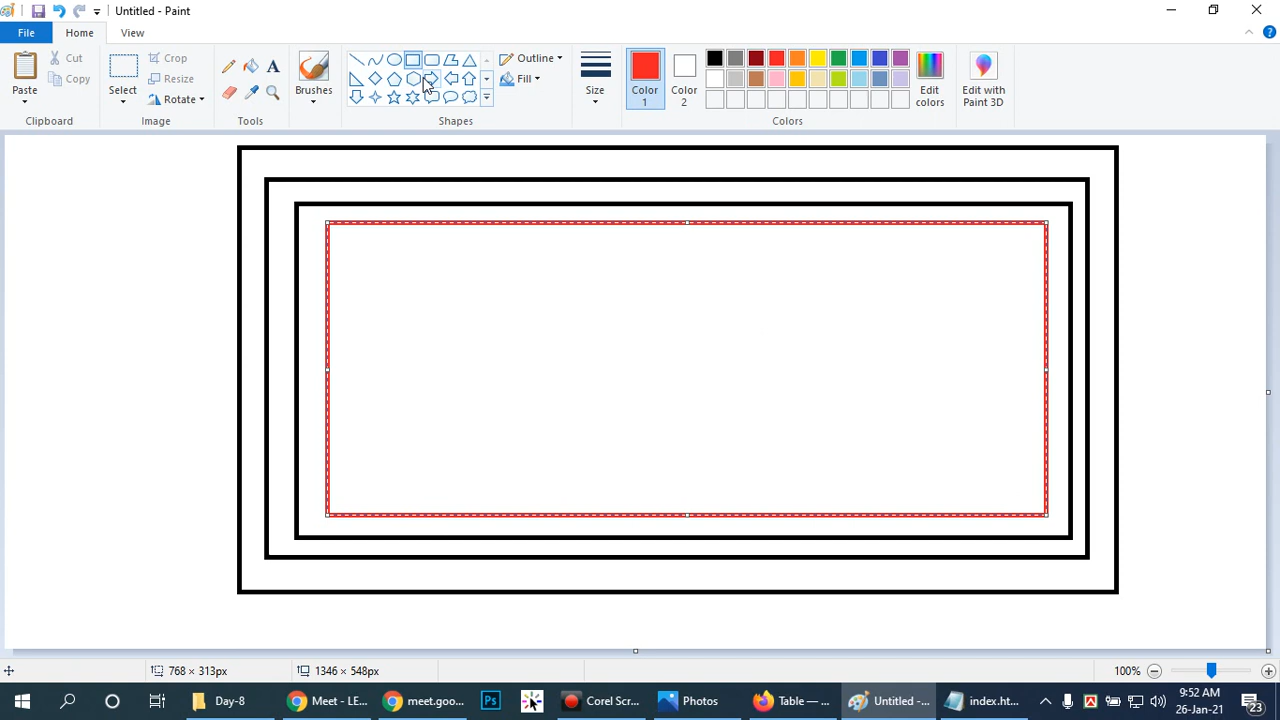 Untitled - Paint
File Home View
Paste
Cut
Copy
Clipboard
Select
Crop
Resize
Rotate
Image
Tools
Brushes
Shapes
Outline
Fill
Size
Color 1
Color 2
Colors
Edit colors
Edit with Paint 3D
768 × 313px
1346 × 548px
100%
Day-8
Meet - LE...
meet.goo...
Ps
Corel Scr...
Photos
Table — ...
Untitled -...
index.ht...
9:52 AM
26-Jan-21
23